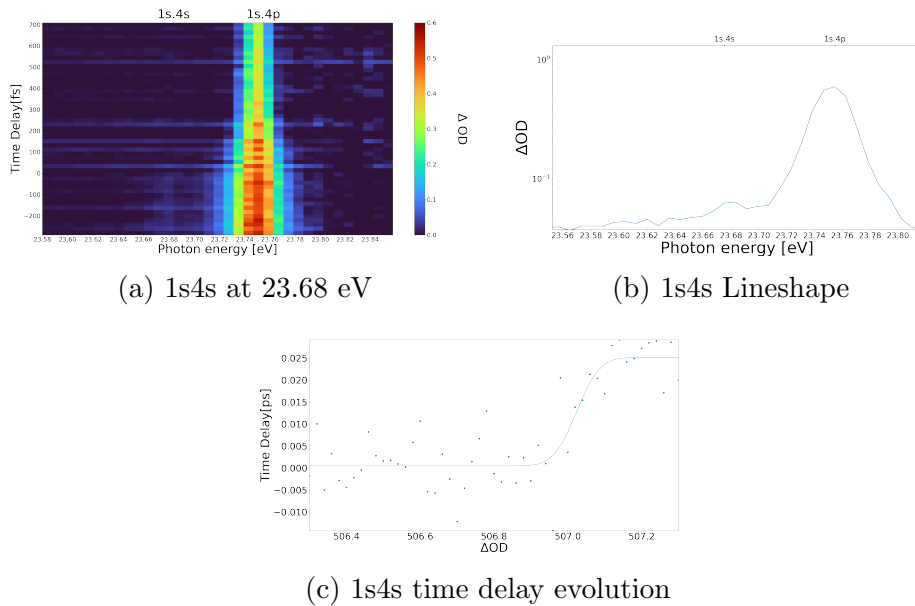 1s.4s 1s.4p
700
600
500
400
300
200
100
0
−100
−200
Time Delay[fs]
23.58 23.60 23.62 23.64 23.66 23.68 23.70 23.72 23.74 23.76 23.78 23.80 23.82 23.84
Photon energy [eV]
0.6
0.5
0.4
0.3
0.2
0.1
0.0
Δ OD
(a) 1s4s at 23.68 eV
1s.4s 1s.4p
10⁰
10⁻¹
ΔOD
23.56 23.58 23.60 23.62 23.64 23.66 23.68 23.70 23.72 23.74 23.76 23.78 23.80
Photon energy [eV]
(b) 1s4s Lineshape
0.025
0.020
0.015
0.010
0.005
0.000
−0.005
−0.010
Time Delay[ps]
506.4 506.6 506.8 507.0 507.2
ΔOD
(c) 1s4s time delay evolution